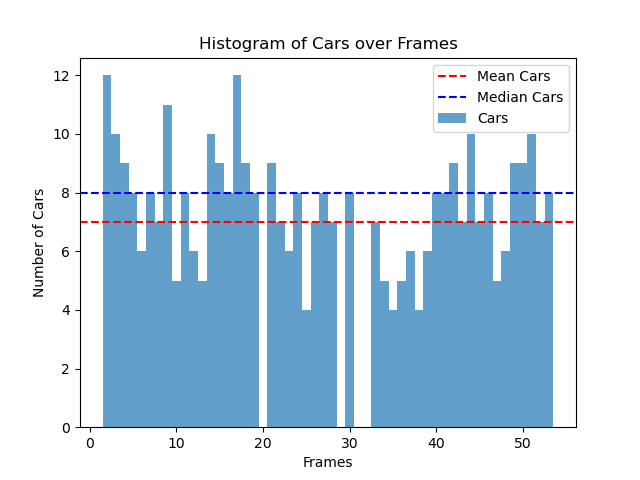 Histogram of Cars over Frames
Mean Cars
Median Cars
Cars
12
10
8
6
4
2
0
Number of Cars
0 10 20 30 40 50
Frames